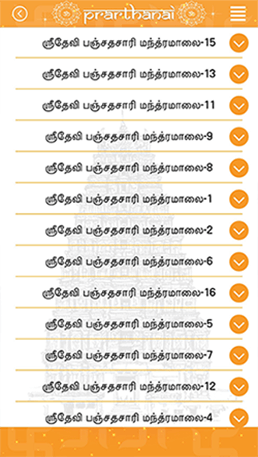 prarthanai
ஸ்ரீதேவி பஞ்சதசாரி மந்த்ரமாலை-15
ஸ்ரீதேவி பஞ்சதசாரி மந்த்ரமாலை-13
ஸ்ரீதேவி பஞ்சதசாரி மந்த்ரமாலை-11
ஸ்ரீதேவி பஞ்சதசாரி மந்த்ரமாலை-9
ஸ்ரீதேவி பஞ்சதசாரி மந்த்ரமாலை-8
ஸ்ரீதேவி பஞ்சதசாரி மந்த்ரமாலை-1
ஸ்ரீதேவி பஞ்சதசாரி மந்த்ரமாலை-2
ஸ்ரீதேவி பஞ்சதசாரி மந்த்ரமாலை-6
ஸ்ரீதேவி பஞ்சதசாரி மந்த்ரமாலை-16
ஸ்ரீதேவி பஞ்சதசாரி மந்த்ரமாலை-5
ஸ்ரீதேவி பஞ்சதசாரி மந்த்ரமாலை-7
ஸ்ரீதேவி பஞ்சதசாரி மந்த்ரமாலை-12
ஸ்ரீதேவி பஞ்சதசாரி மந்த்ரமாலை-4